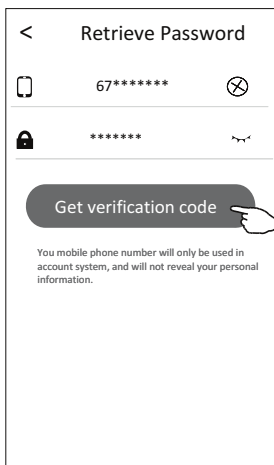 < Retrieve Password
67*******
*******
Get verification code
You mobile phone number will only be used in
account system, and will not reveal your personal
information.